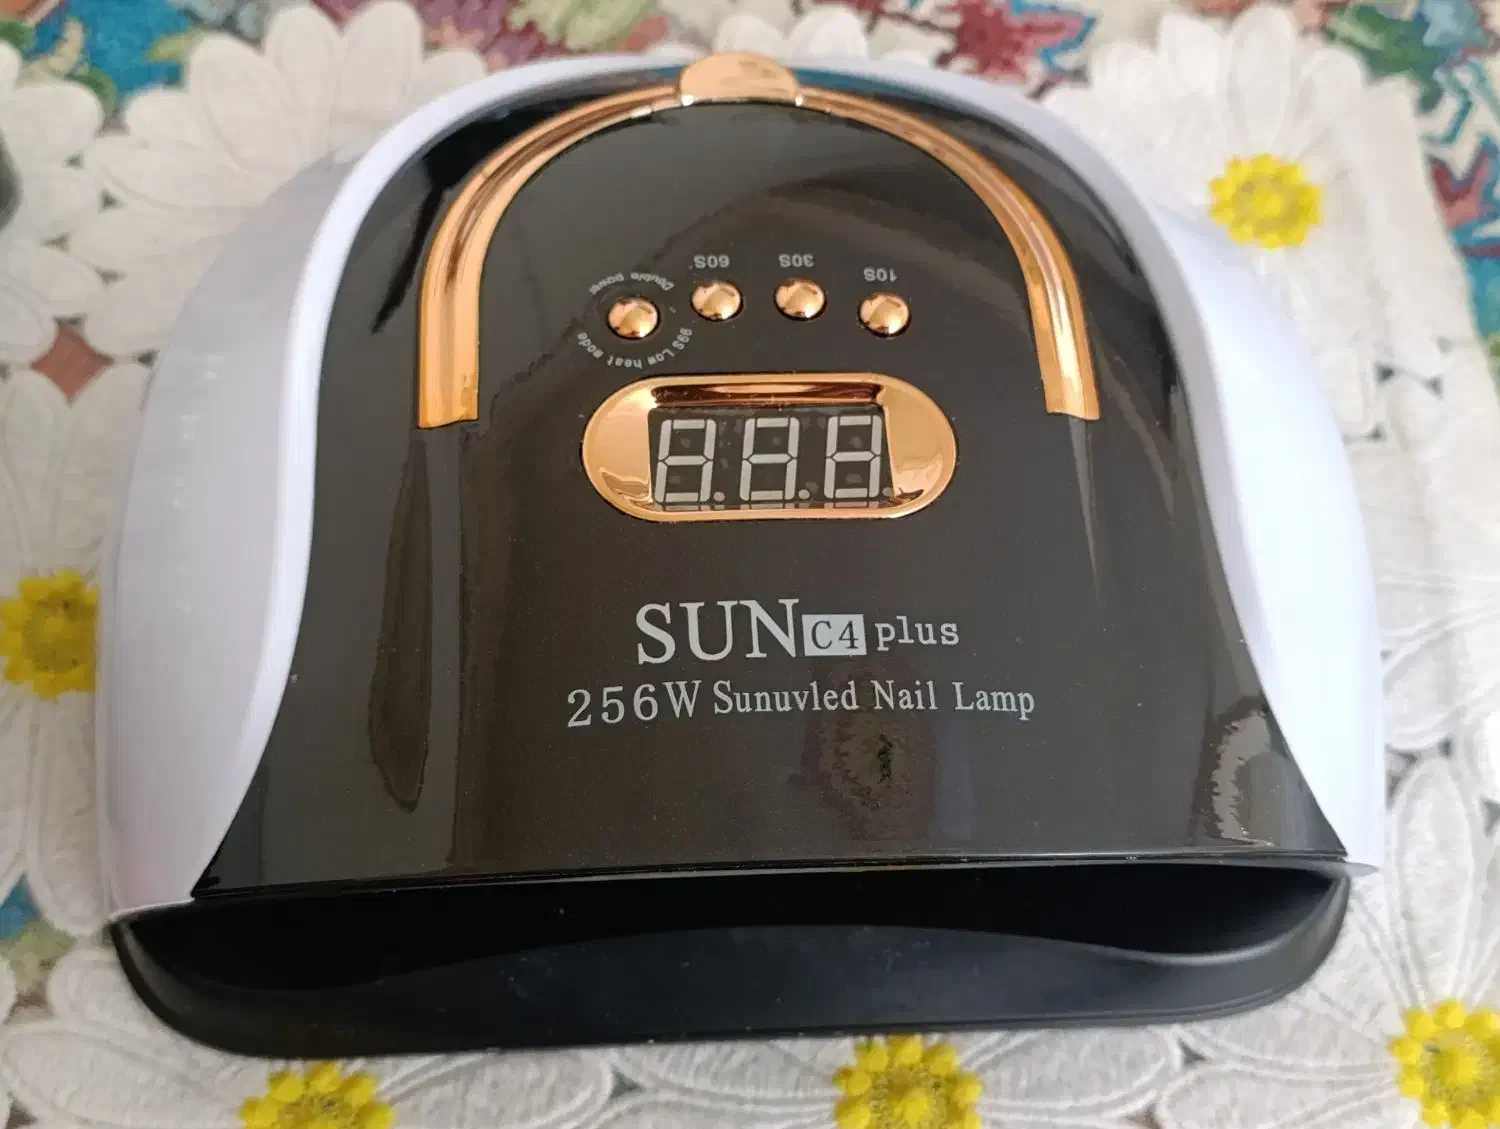 60S
30S
10S
Double power
99S Low heat mode
SUN C4 plus
256W Sunuvled Nail Lamp